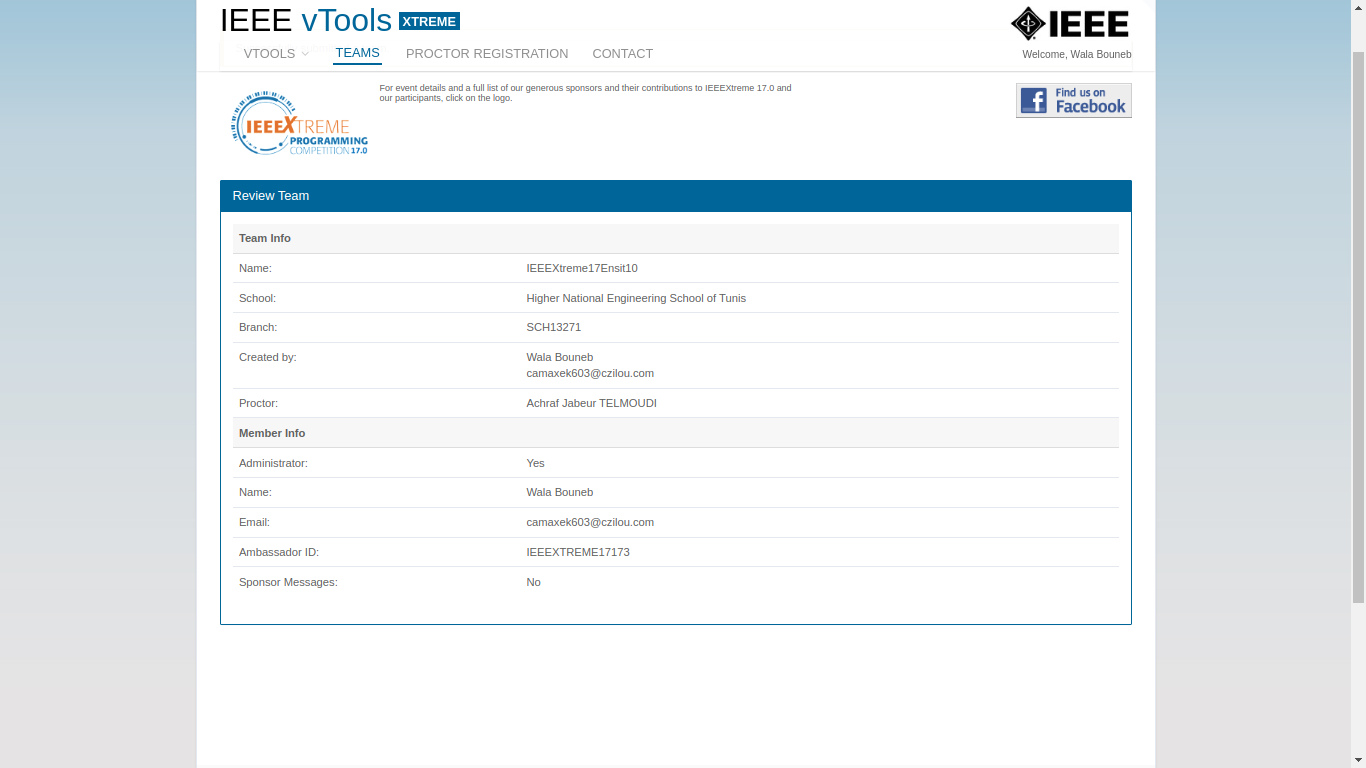 IEEE vTools XTREME
IEEE
VTOOLS TEAMS PROCTOR REGISTRATION CONTACT
Welcome, Wala Bouneb
For event details and a full list of our generous sponsors and their contributions to IEEEXtreme 17.0 and
our participants, click on the logo.
Find us on
Facebook
IEEEXTREME
PROGRAMMING
COMPETITION 17.0
Review Team
Team Info
Name: IEEEXtreme17Ensit10
School: Higher National Engineering School of Tunis
Branch: SCH13271
Created by: Wala Bouneb
camaxek603@czilou.com
Proctor: Achraf Jabeur TELMOUDI
Member Info
Administrator: Yes
Name: Wala Bouneb
Email: camaxek603@czilou.com
Ambassador ID: IEEEXTREME17173
Sponsor Messages: No